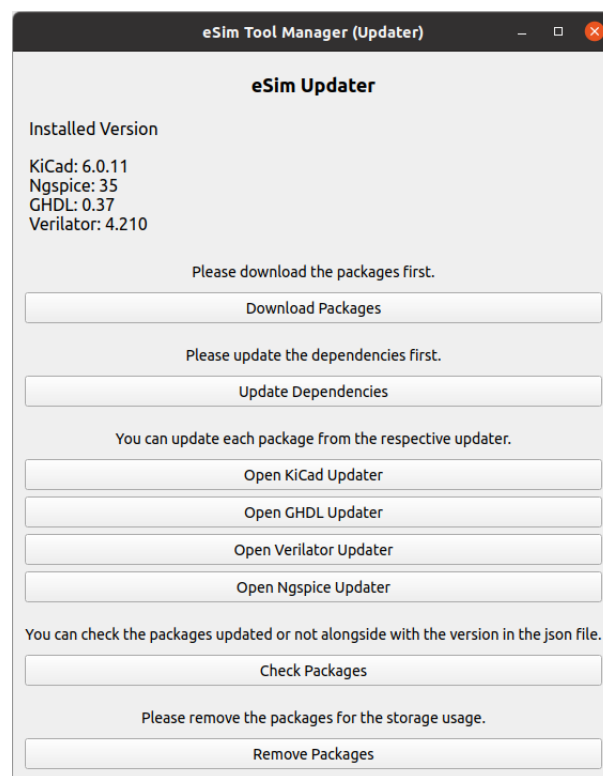 eSim Tool Manager (Updater)
eSim Updater
Installed Version
KiCad: 6.0.11
Ngspice: 35
GHDL: 0.37
Verilator: 4.210
Please download the packages first.
Download Packages
Please update the dependencies first.
Update Dependencies
You can update each package from the respective updater.
Open KiCad Updater
Open GHDL Updater
Open Verilator Updater
Open Ngspice Updater
You can check the packages updated or not alongside with the version in the json file.
Check Packages
Please remove the packages for the storage usage.
Remove Packages